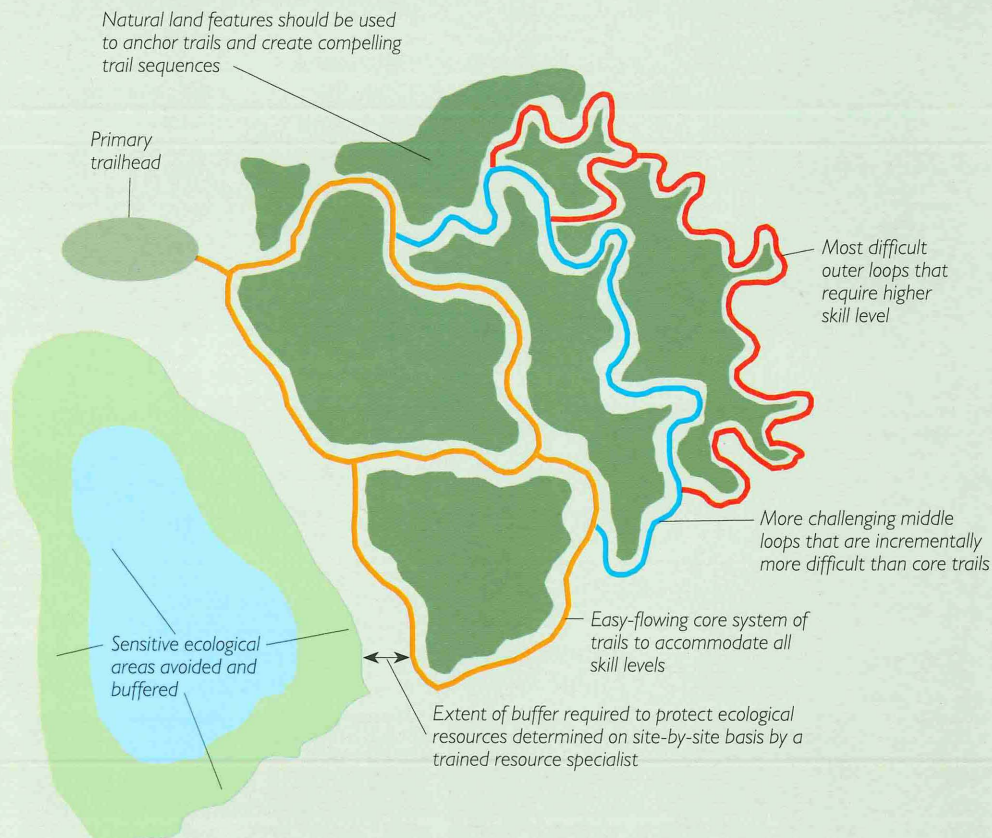 Natural land features should be used
to anchor trails and create compelling
trail sequences
Primary
trailhead
Most difficult
outer loops that
require higher
skill level
More challenging middle
loops that are incrementally
more difficult than core trails
Easy-flowing core system of
trails to accommodate all
skill levels
Sensitive ecological
areas avoided and
buffered
Extent of buffer required to protect ecological
resources determined on site-by-site basis by a
trained resource specialist